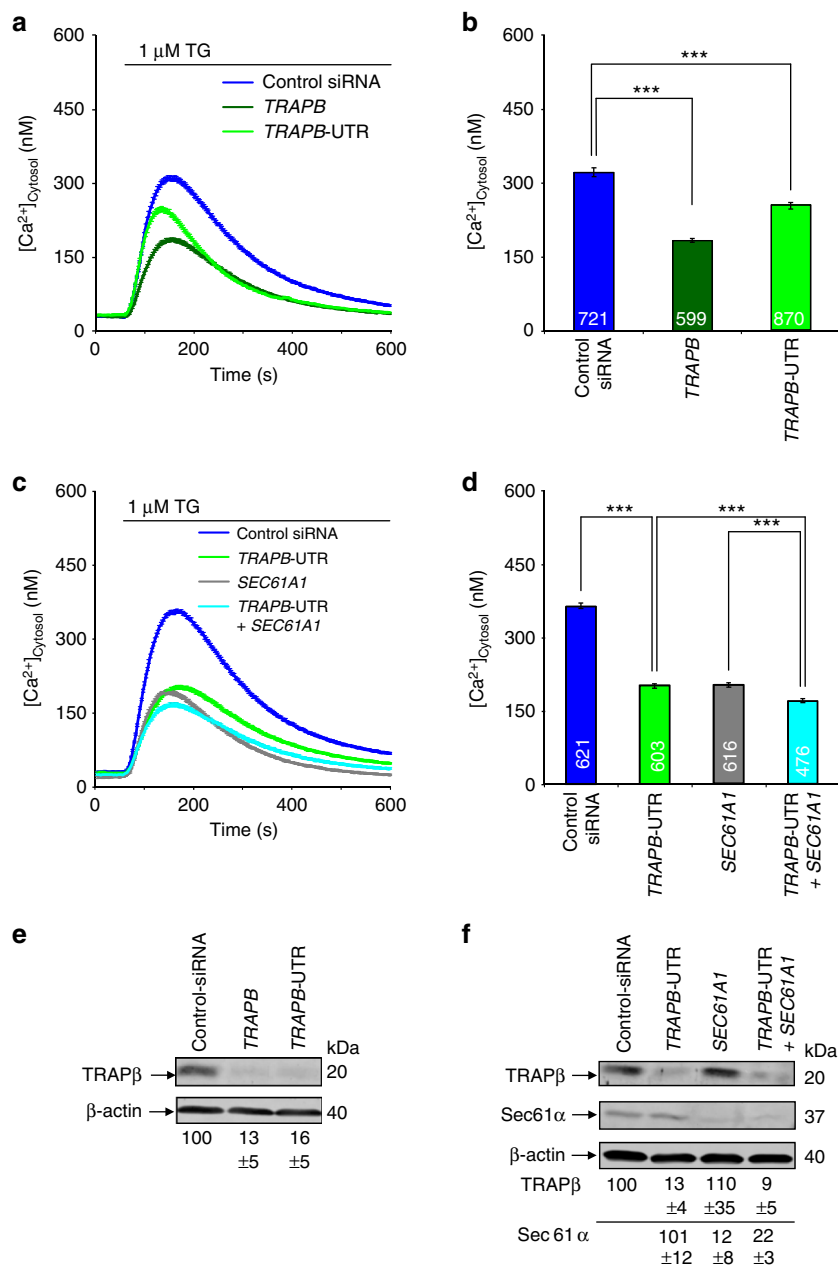 a
600
450
300
150
0
[Ca2+]Cytosol (nM)
1 μM TG
Control siRNA
TRAPB
TRAPB-UTR
0
200
400
600
Time (s)
b
600
450
300
150
0
[Ca2+]Cytosol (nM)
***
***
721
599
870
Control
siRNA
TRAPB
TRAPB-UTR
c
600
450
300
150
0
[Ca2+]Cytosol (nM)
1 μM TG
Control siRNA
TRAPB-UTR
SEC61A1
TRAPB-UTR
+ SEC61A1
0
200
400
600
Time (s)
d
600
450
300
150
0
[Ca2+]Cytosol (nM)
***
***
***
621
603
616
476
Control
siRNA
TRAPB-UTR
SEC61A1
TRAPB-UTR
+ SEC61A1
e
Control-siRNA
TRAPB
TRAPB-UTR
kDa
TRAPβ
20
β-actin
40
100 13 16
±5 ±5
f
Control-siRNA
TRAPB-UTR
SEC61A1
TRAPB-UTR
+ SEC61A1
kDa
TRAPβ
20
Sec61α
37
β-actin
40
TRAPβ 100 13 110 9
±4 ±35 ±5
Sec 61 α 101 12 22
±12 ±8 ±3